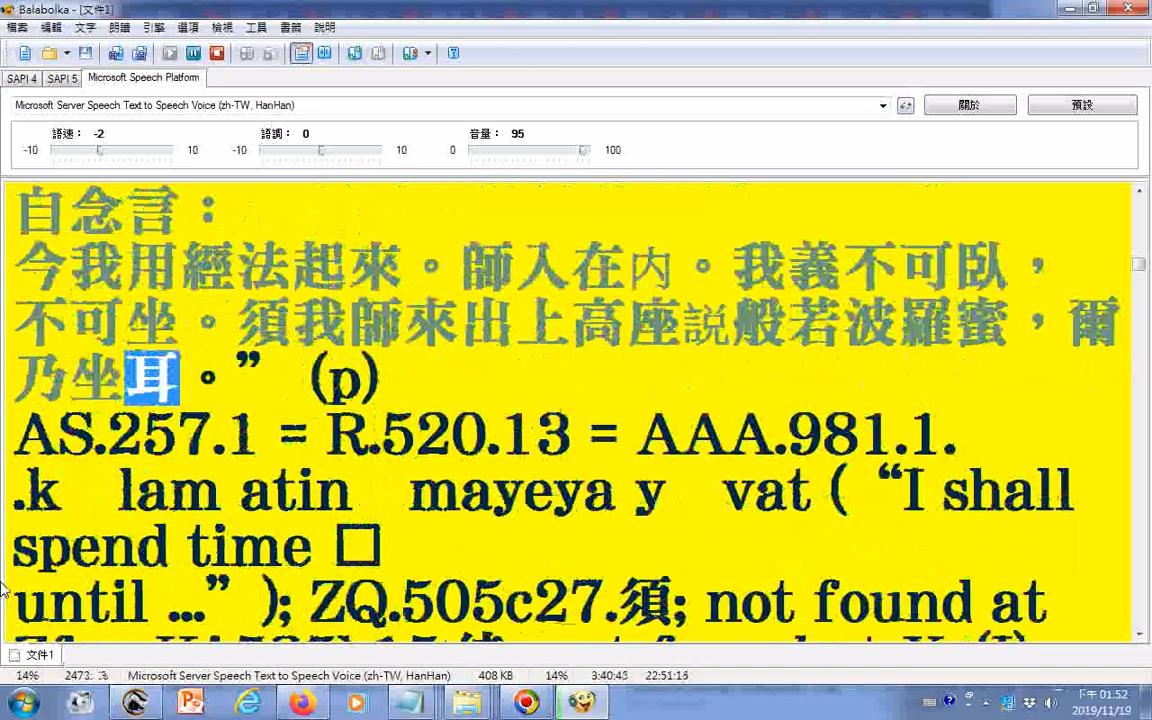 Balabolka - [文件1]
檔案 編輯 文字 朗讀 引擎 選項 檢視 工具 書籤 說明
SAPI 4 SAPI 5 Microsoft Speech Platform
Microsoft Server Speech Text to Speech Voice (zh-TW, HanHan) 關於 預設
語速： -2 語調： 0 音量： 95
-10 10 -10 10 0 100
自念言：
今我用經法起來。師入在内。我義不可臥，
不可坐。須我師來出上高座説般若波羅蜜，爾
乃坐耳。” (p)
AS.257.1 = R.520.13 = AAA.981.1.
.k lam atin mayeya y vat ( “I shall
spend time □
until ...” ); ZQ.505c27.須; not found at
文件1
14% Microsoft Server Speech Text to Speech Voice (zh-TW, HanHan) 408 KB 14% 3:40:43 22:51:16
下午 01:52
2019/11/19